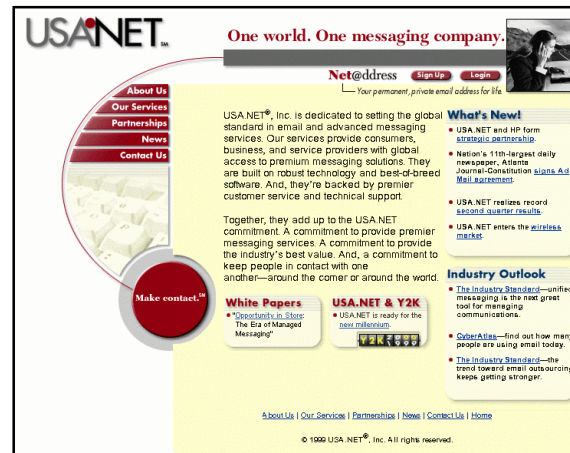 USA.NET℠
One world. One messaging company.
Net@ddress Sign Up Login
Your permanent, private email address for life.
About Us
Our Services
Partnerships
News
Contact Us
Make contact.℠
USA.NET®, Inc. is dedicated to setting the global
standard in email and advanced messaging
services. Our services provide consumers,
business, and service providers with global
access to premium messaging solutions. They
are built on robust technology and best-of-breed
software. And, they're backed by premier
customer service and technical support.
Together, they add up to the USA.NET
commitment. A commitment to provide premier
messaging services. A commitment to provide
the industry's best value. And, a commitment to
keep people in contact with one
another—around the corner or around the world.
White Papers
"Opportunity in Store:
The Era of Managed
Messaging"
USA.NET & Y2K
USA.NET is ready for the
new millennium.
Y2K
What's New!
USA.NET and HP form
strategic partnership.
Nation's 11th-largest daily
newspaper, Atlanta
Journal-Constitution signs Ad
Mail agreement.
USA.NET realizes record
second quarter results.
USA.NET enters the wireless
market.
Industry Outlook
The Industry Standard—unified
messaging is the next great
tool for managing
communications.
CyberAtlas—find out how many
people are using email today.
The Industry Standard—the
trend toward email outsourcing
keeps getting stronger.
About Us | Our Services | Partnerships | News | Contact Us | Home
© 1999 USA.NET®, Inc. All rights reserved.